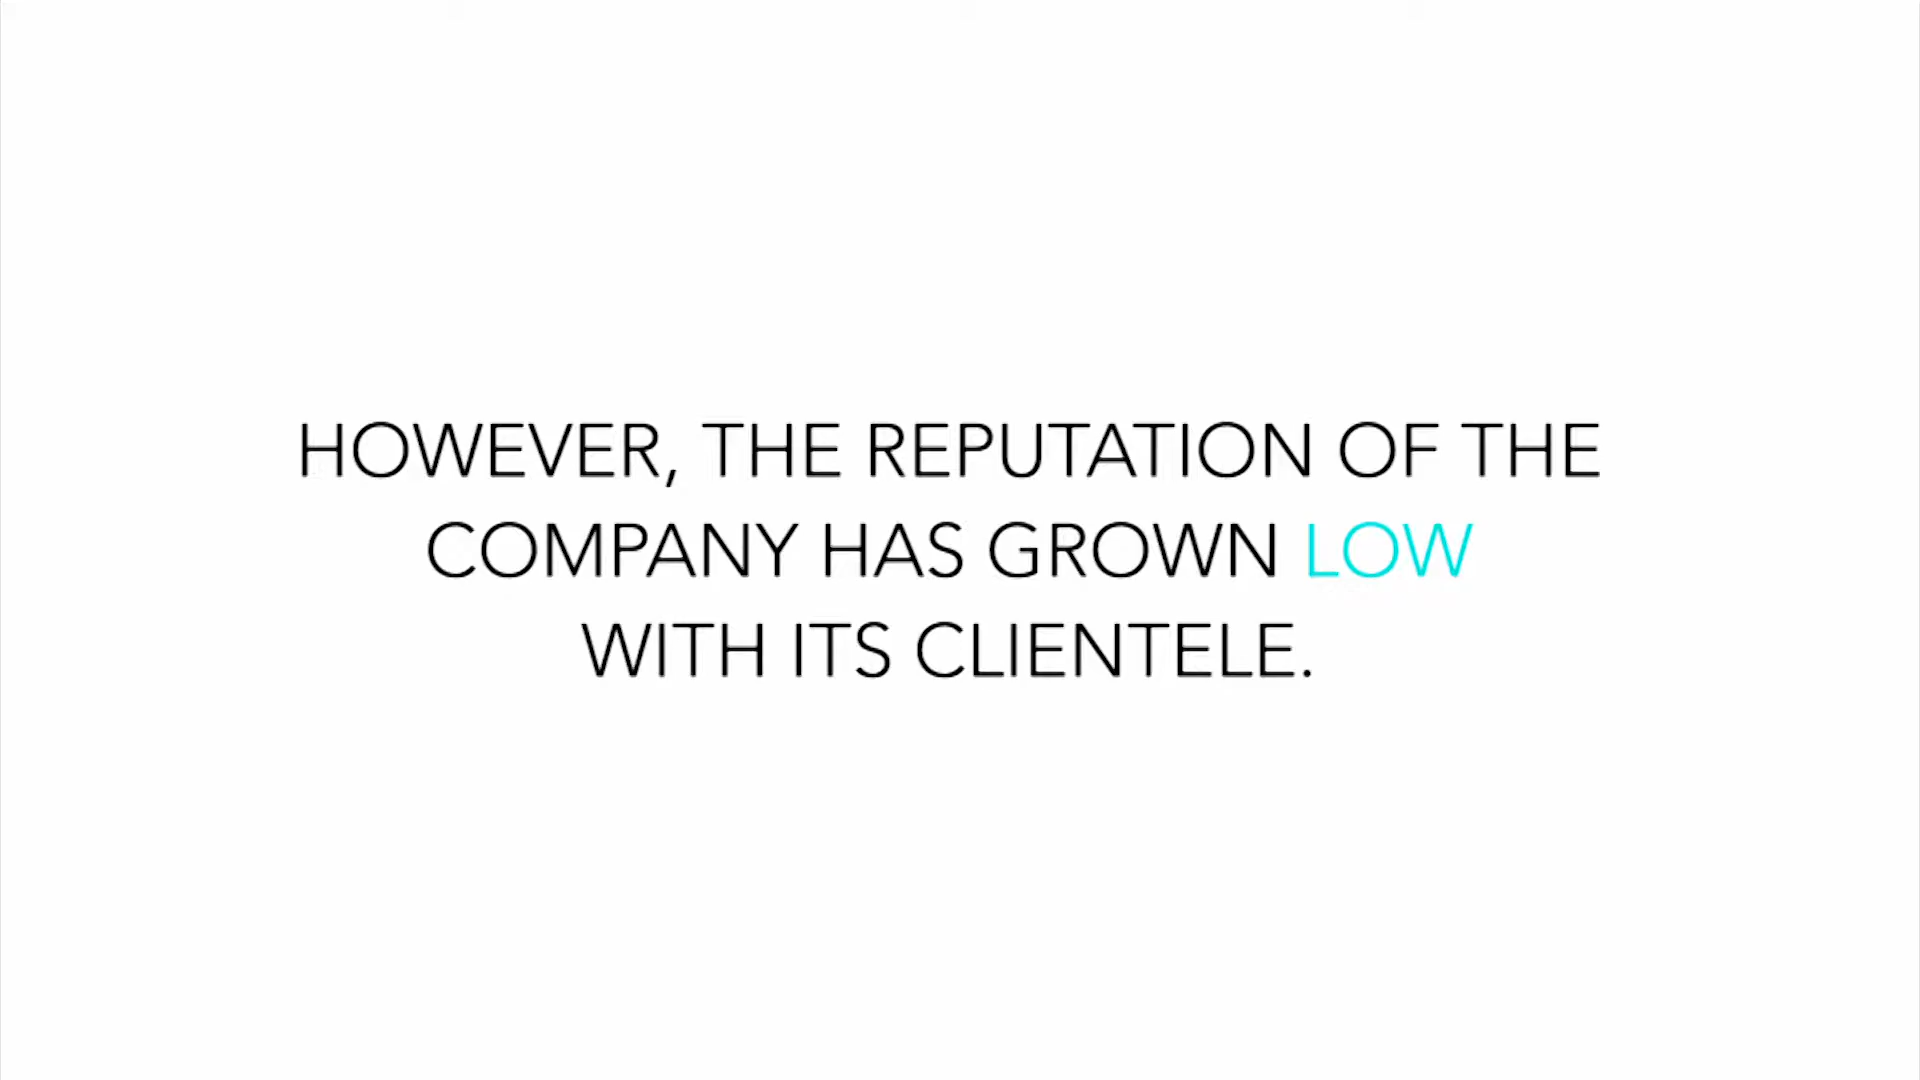 HOWEVER, THE REPUTATION OF THE
COMPANY HAS GROWN LOW
WITH ITS CLIENTELE.